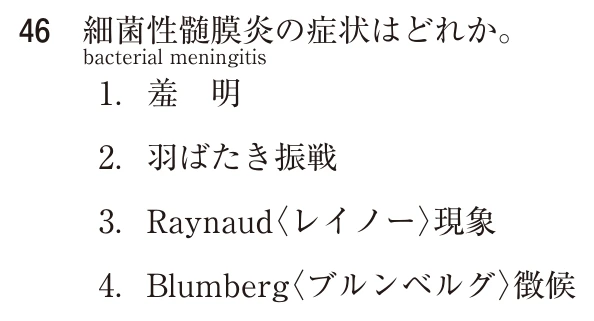 46 細菌性髄膜炎の症状はどれか。
bacterial meningitis
1. 羞　明
2. 羽ばたき振戦
3. Raynaud〈レイノー〉現象
4. Blumberg〈ブルンベルグ〉徴候